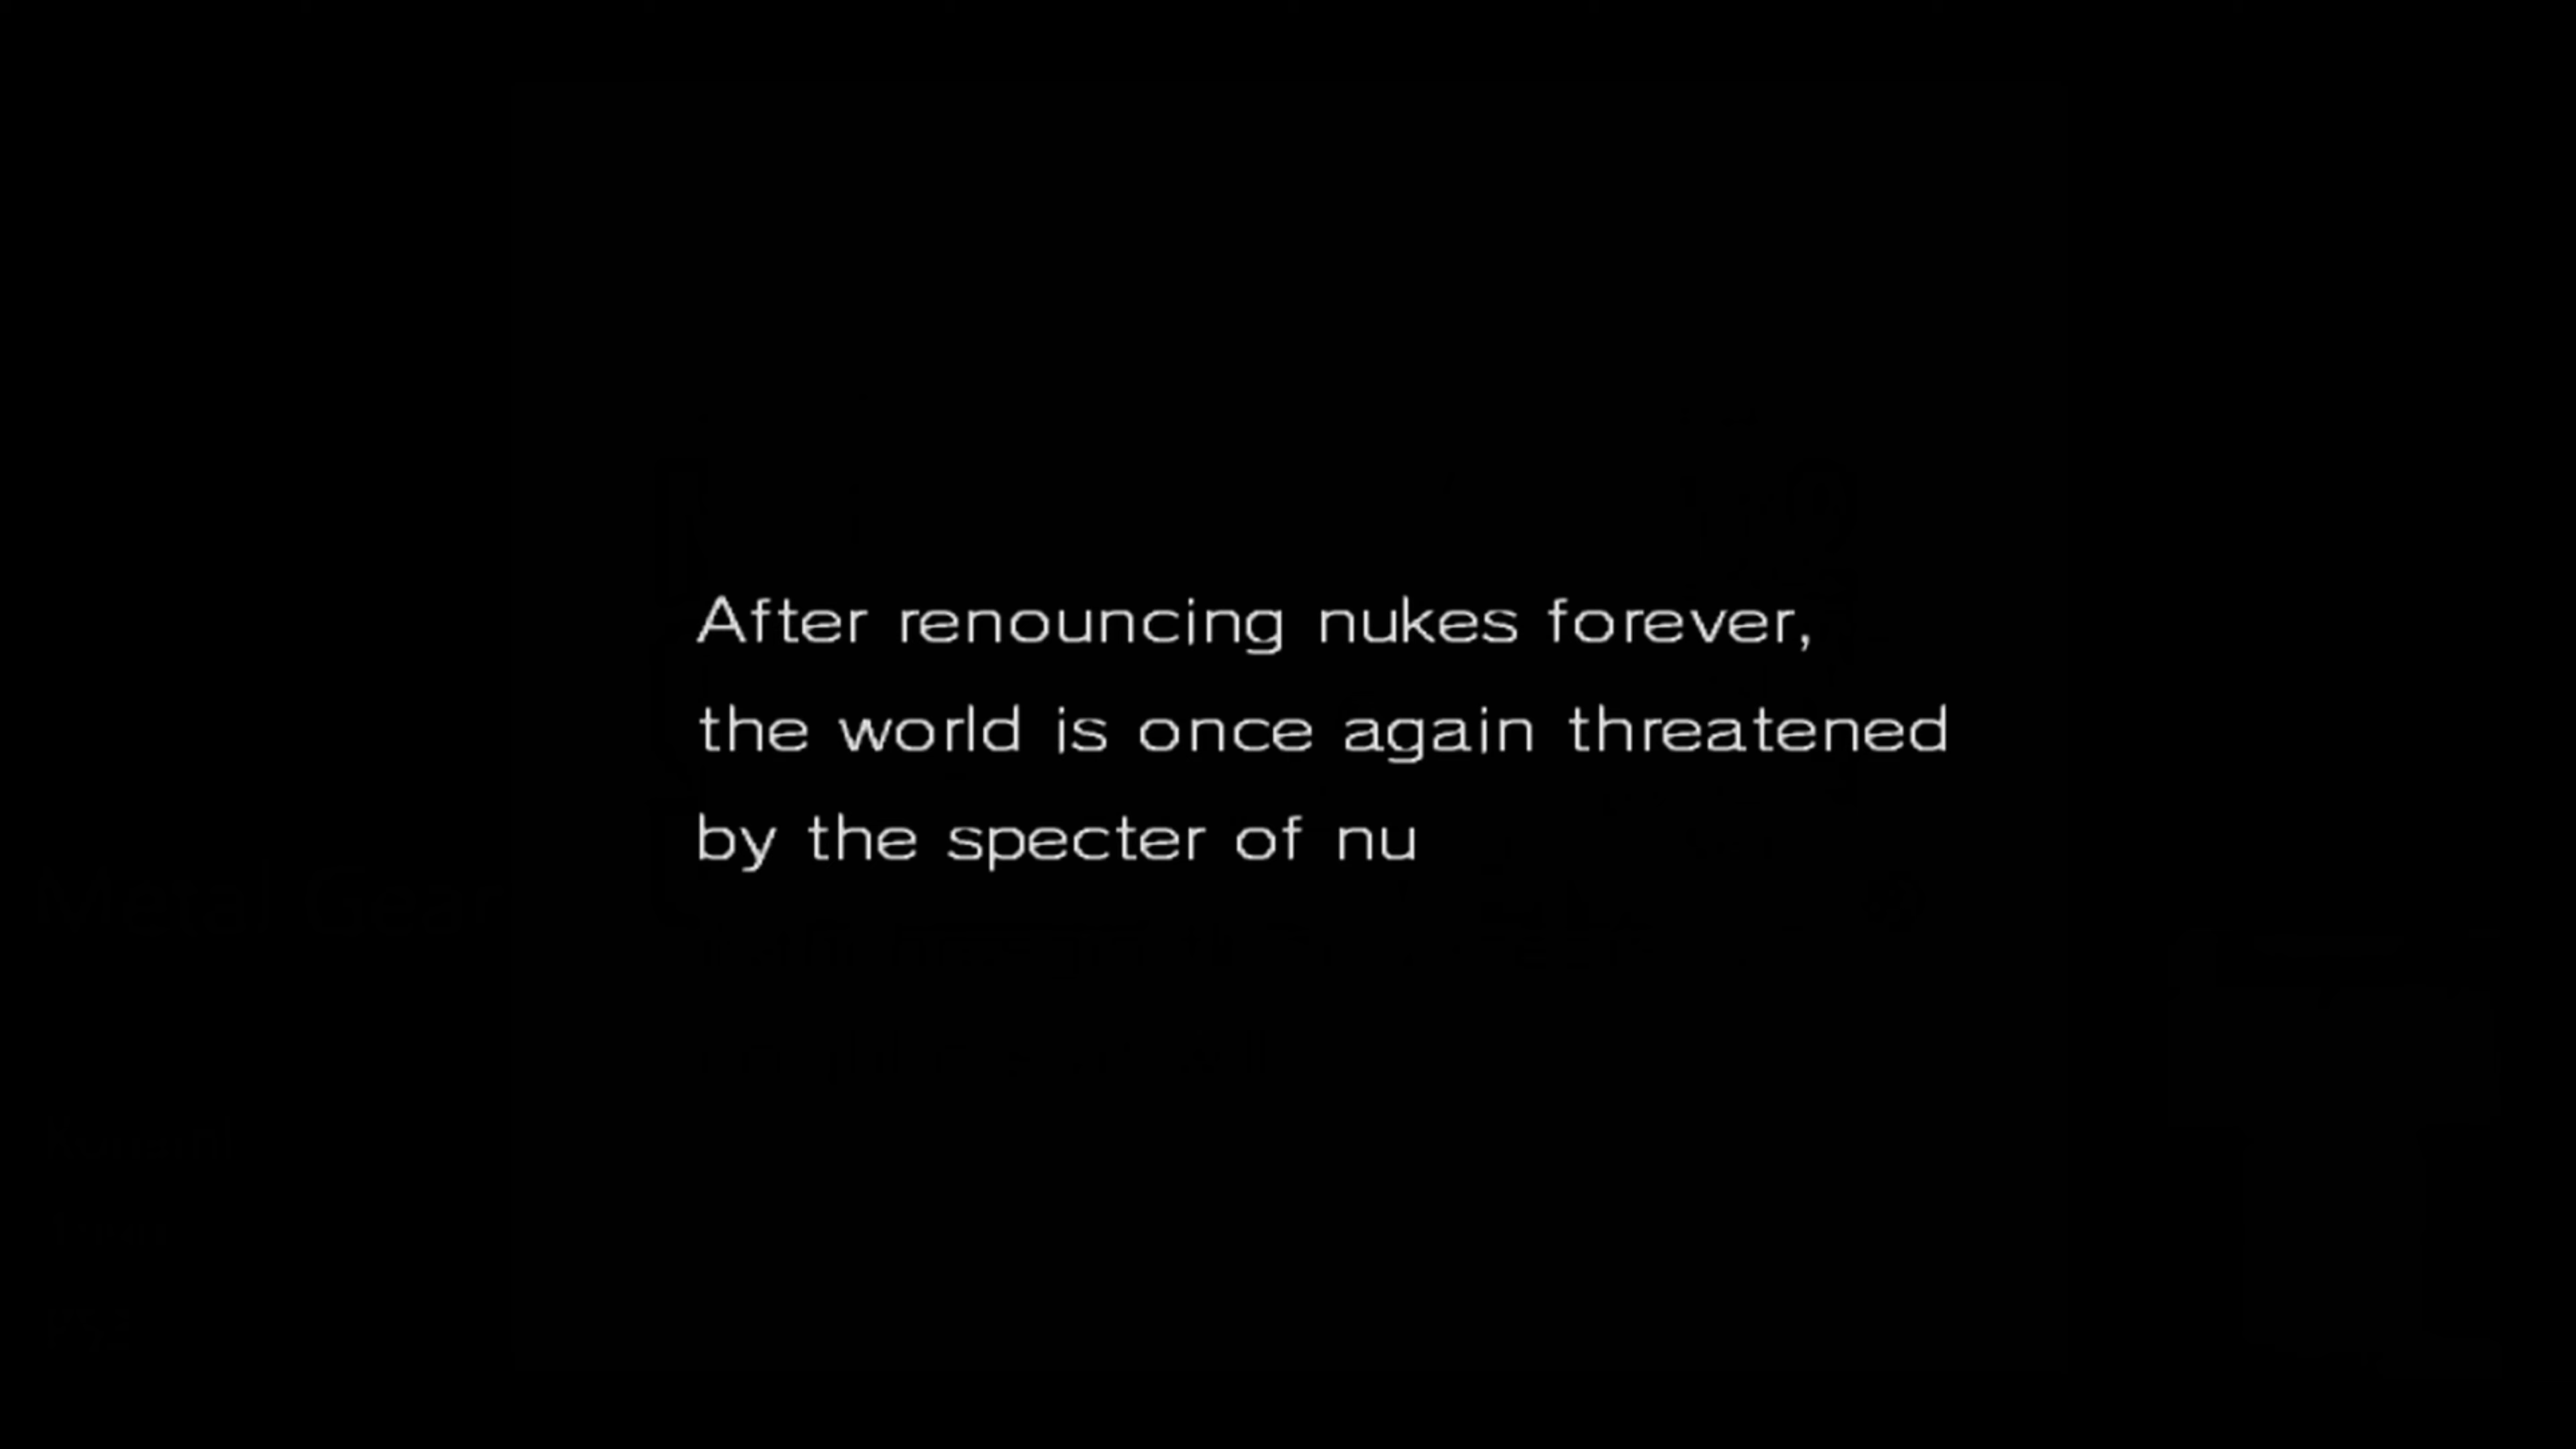 After renouncing nukes forever,
the world is once again threatened
by the specter of nu